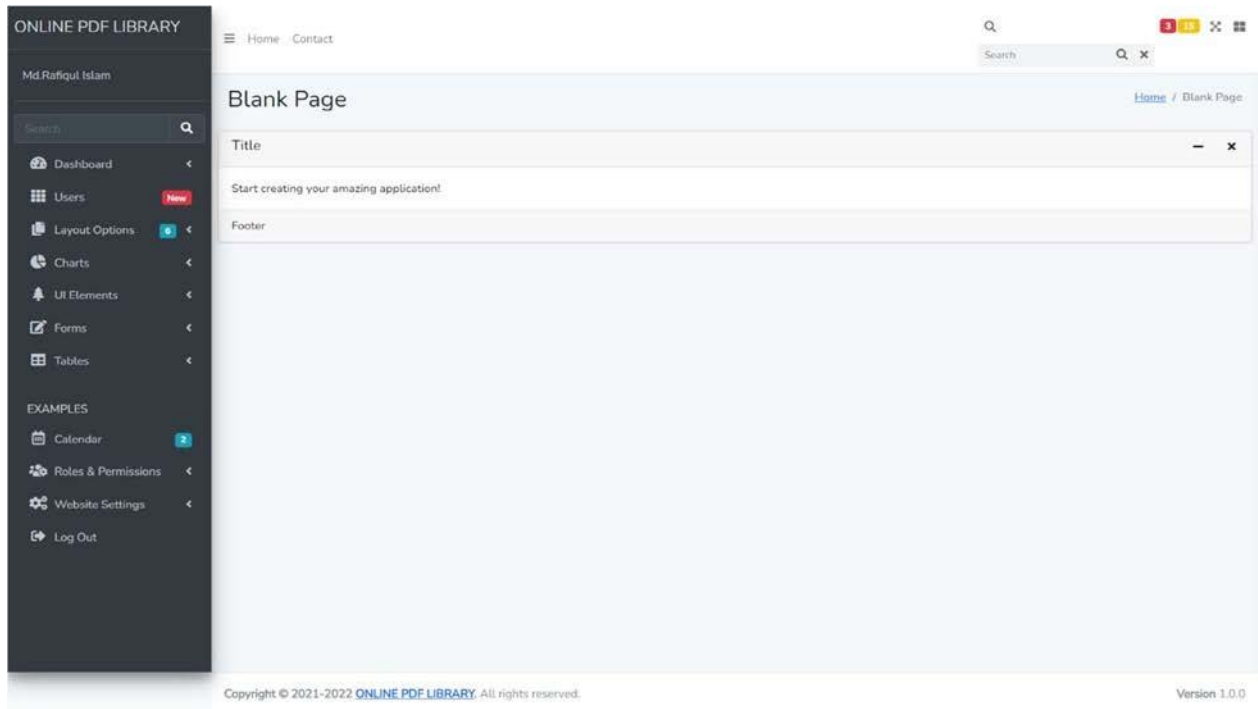 ONLINE PDF LIBRARY
Md.Rafiqul Islam
Search
Dashboard
Users New
Layout Options 6
Charts
UI Elements
Forms
Tables
EXAMPLES
Calendar 2
Roles & Permissions
Website Settings
Log Out
Home Contact
3 15
Search
Blank Page
Home / Blank Page
Title
Start creating your amazing application!
Footer
Copyright © 2021-2022 ONLINE PDF LIBRARY. All rights reserved.
Version 1.0.0